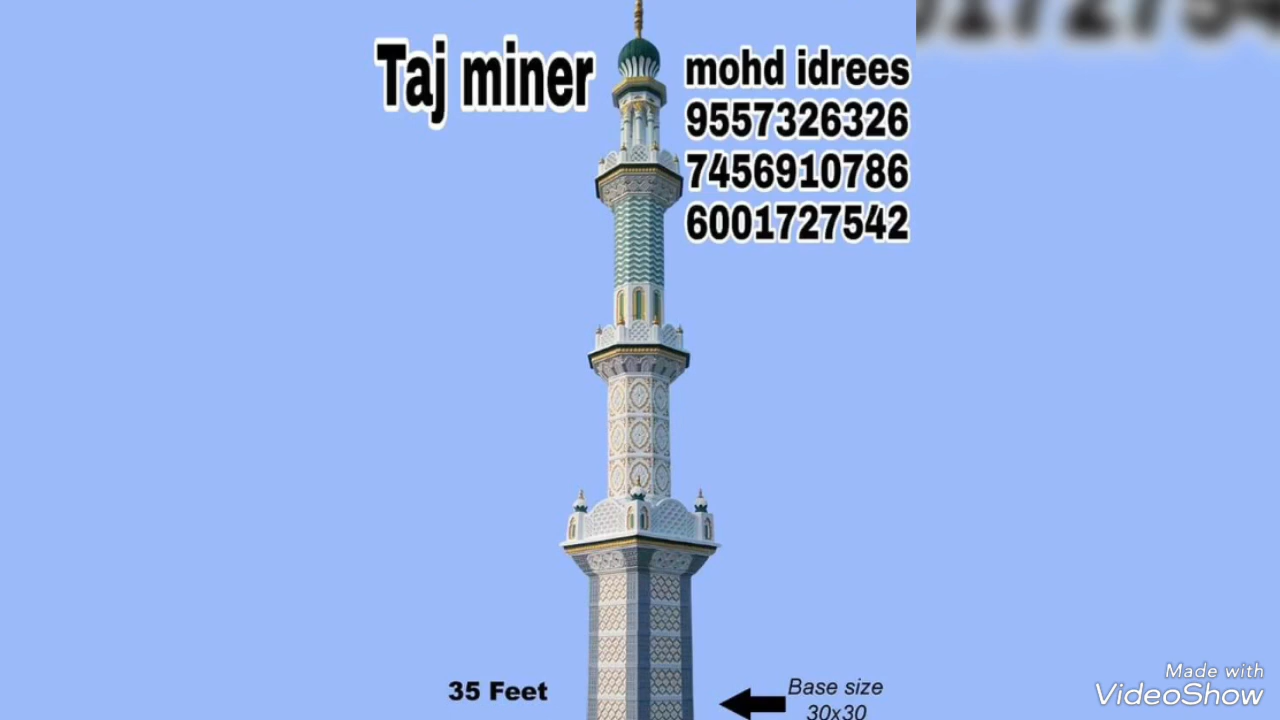 Taj miner
mohd idrees
9557326326
7456910786
6001727542
35 Feet
Base size
30x30
Made with
VideoShow